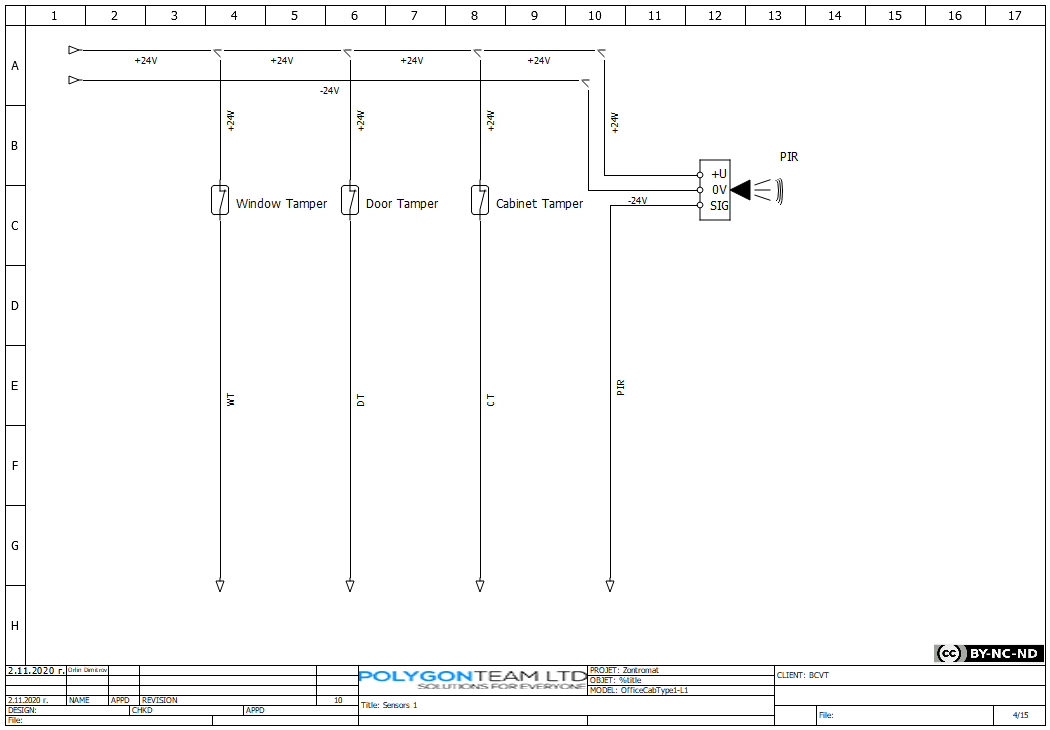 1 2 3 4 5 6 7 8 9 10 11 12 13 14 15 16 17
A
+24V +24V +24V +24V
-24V
+24V +24V +24V +24V
B
PIR
+U
0V
SIG
C
Window Tamper Door Tamper Cabinet Tamper
-24V
D
E
WT DT CT PIR
F
G
H
(cc) BY-NC-ND
2.11.2020 г. Orlin Dimitrov
POLYGONTEAM LTD
SOLUTIONS FOR EVERYONE
PROJET: Zontromat
OBJET: %title
MODEL: OfficeCabType1-L1
CLIENT: BCVT
2.11.2020 г. NAME APPD REVISION 10
Title: Sensors 1
DESIGN: CHKD APPD
File:
File:
4/15